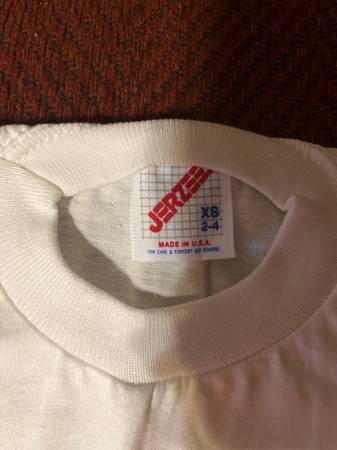 JERZEES
XS
2-4
MADE IN U.S.A.
FOR CARE & CONTENT SEE REVERSE